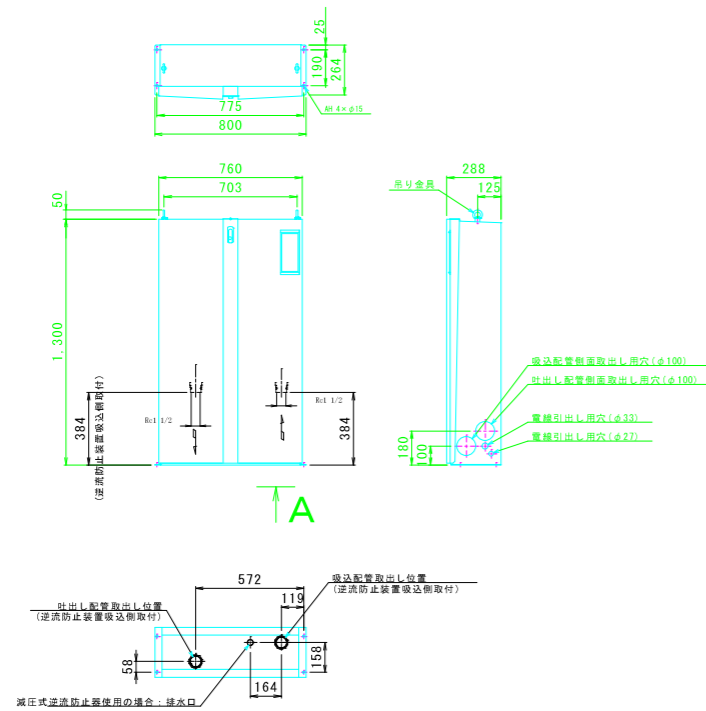 25
190
264
775
800
AH 4×φ15
760
703
50
1,300
384
(逆流防止装置吸込側取付)
Rc1 1/2
Rc1 1/2
384
288
125
吊り金具
吸込配管側面取出し用穴(φ100)
吐出し配管側面取出し用穴(φ100)
電線引出し用穴(φ33)
電線引出し用穴(φ27)
180
100
A
572
119
吸込配管取出し位置
(逆流防止装置吸込側取付)
吐出し配管取出し位置
(逆流防止装置吸込側取付)
58
158
164
減圧式逆流防止器使用の場合:排水口